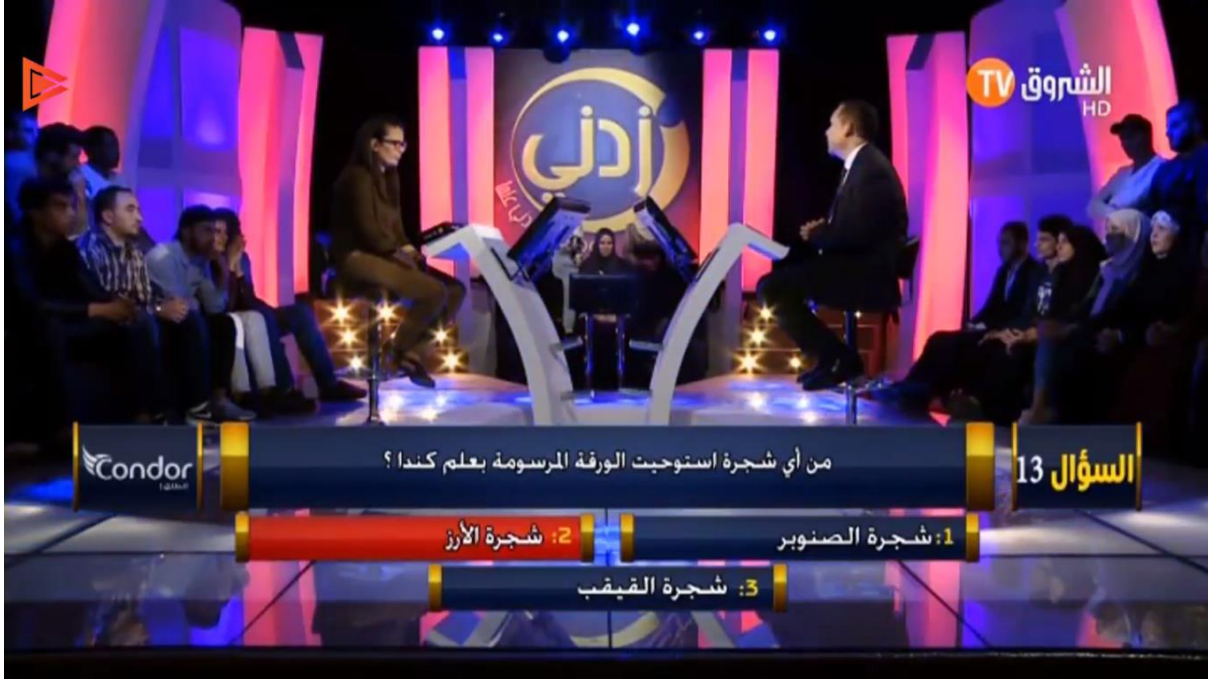 الشروق TV
HD
زدني
من أي شجرة استوحيت الورقة المرسومة بعلم كندا ؟
السؤال 13
Condor
1: شجرة الصنوبر
2: شجرة الأرز
3: شجرة القيقب